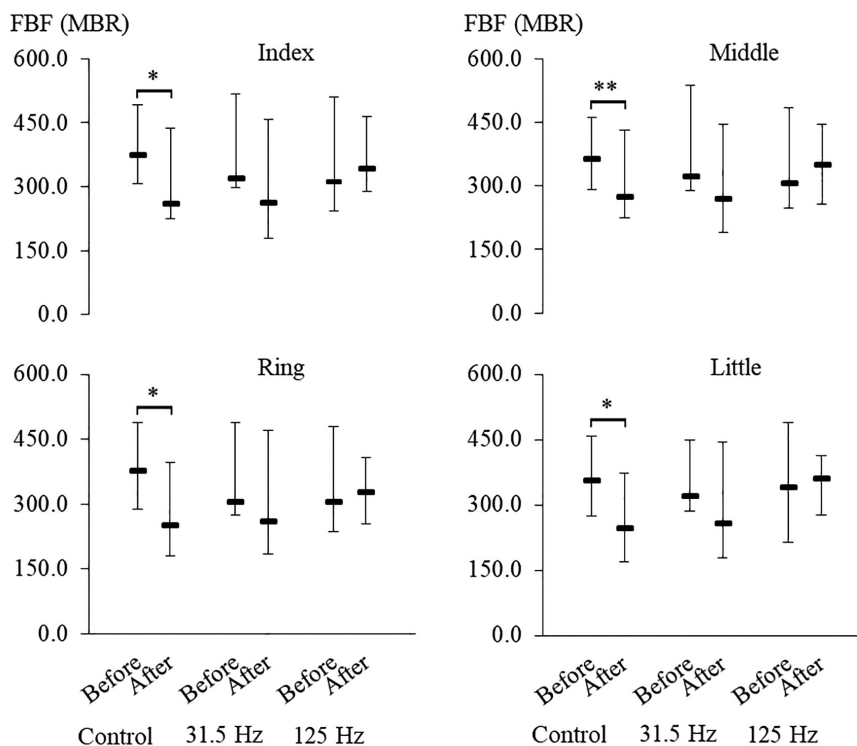 FBF (MBR)
Index
600.0
450.0
300.0
150.0
0.0
*
FBF (MBR)
Middle
600.0
450.0
300.0
150.0
0.0
**
Ring
600.0
450.0
300.0
150.0
0.0
*
Before After Before After Before After
Control 31.5 Hz 125 Hz
Little
600.0
450.0
300.0
150.0
0.0
*
Before After Before After Before After
Control 31.5 Hz 125 Hz